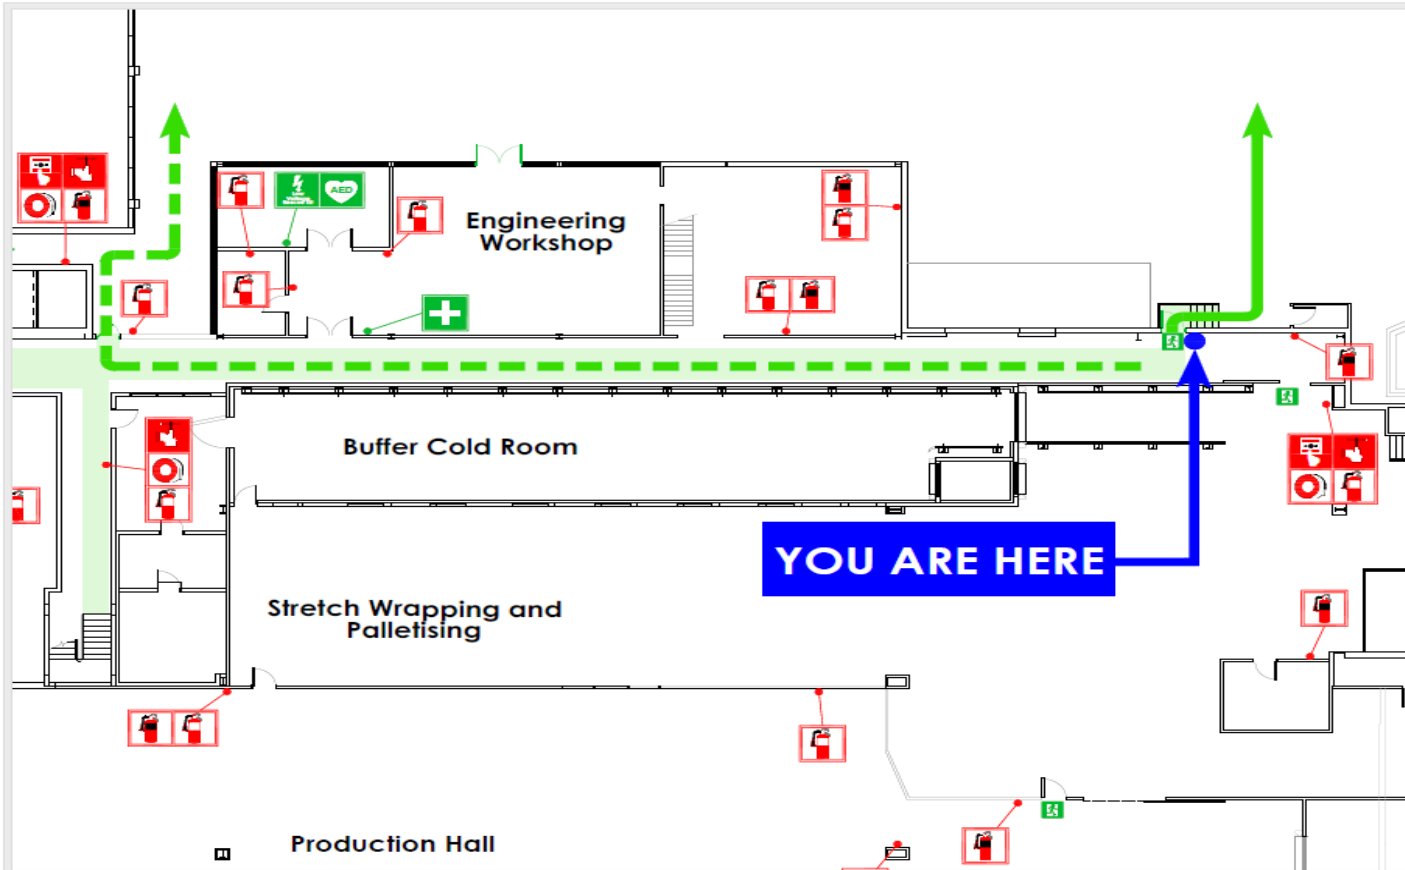 AED
Engineering
Workshop
Buffer Cold Room
YOU ARE HERE
Stretch Wrapping and
Palletising
Production Hall